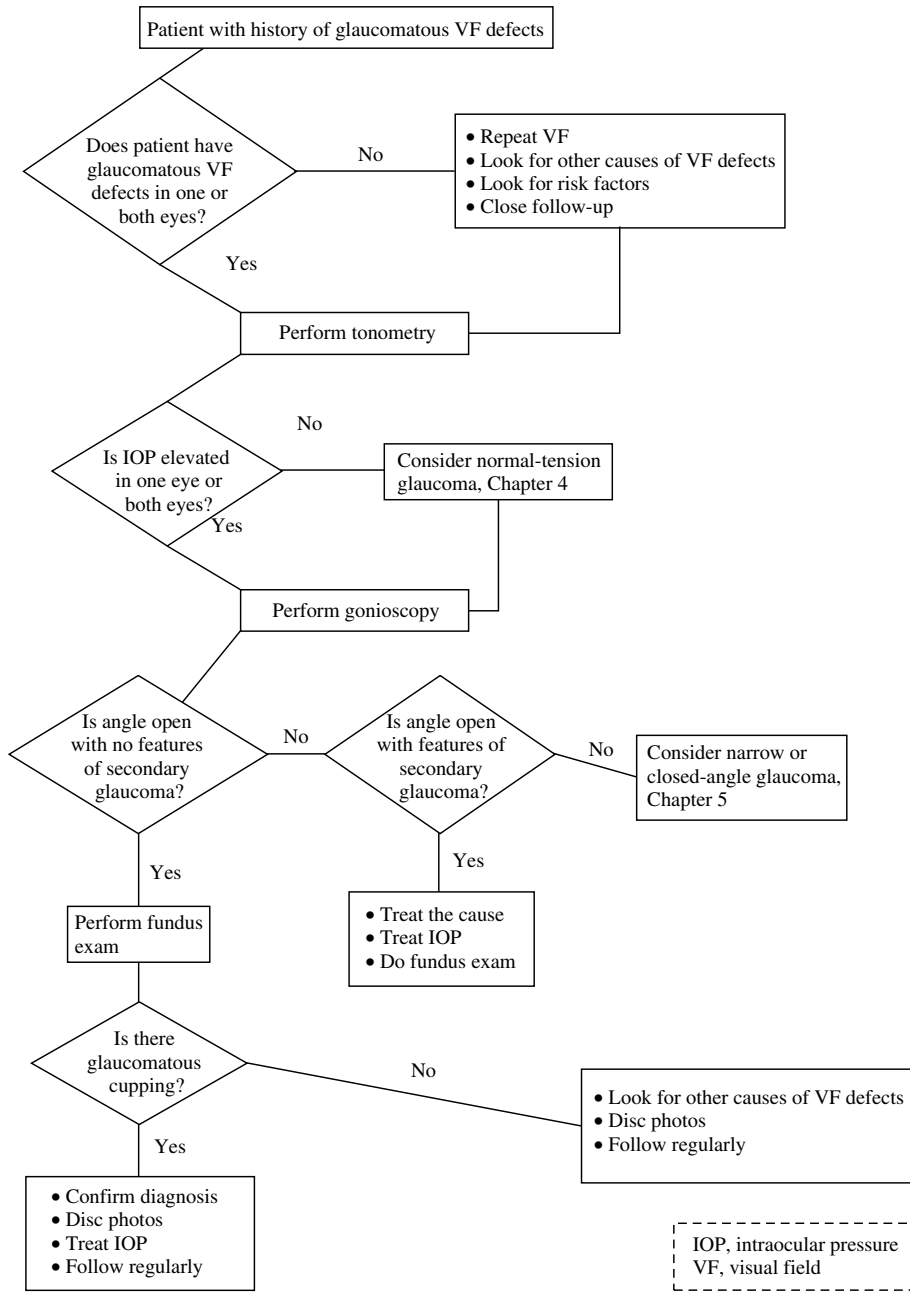 Patient with history of glaucomatous VF defects
Does patient have
glaucomatous VF
defects in one or
both eyes?
No
• Repeat VF
• Look for other causes of VF defects
• Look for risk factors
• Close follow-up
Yes
Perform tonometry
Is IOP elevated
in one eye or
both eyes?
No
Consider normal-tension
glaucoma, Chapter 4
Yes
Perform gonioscopy
Is angle open
with no features
of secondary
glaucoma?
No
Is angle open
with features of
secondary
glaucoma?
No
Consider narrow or
closed-angle glaucoma,
Chapter 5
Yes
Perform fundus
exam
Yes
• Treat the cause
• Treat IOP
• Do fundus exam
Is there
glaucomatous
cupping?
No
• Look for other causes of VF defects
• Disc photos
• Follow regularly
Yes
• Confirm diagnosis
• Disc photos
• Treat IOP
• Follow regularly
IOP, intraocular pressure
VF, visual field